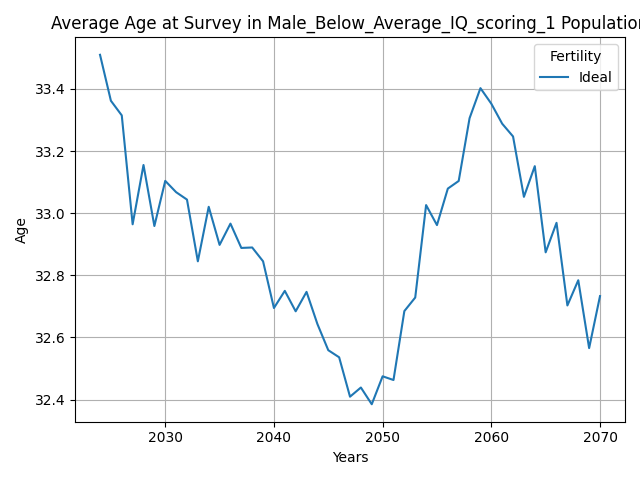 Average Age at Survey in Male_Below_Average_IQ_scoring_1 Population
Fertility
Ideal
33.4
33.2
33.0
32.8
32.6
32.4
Age
2030 2040 2050 2060 2070
Years